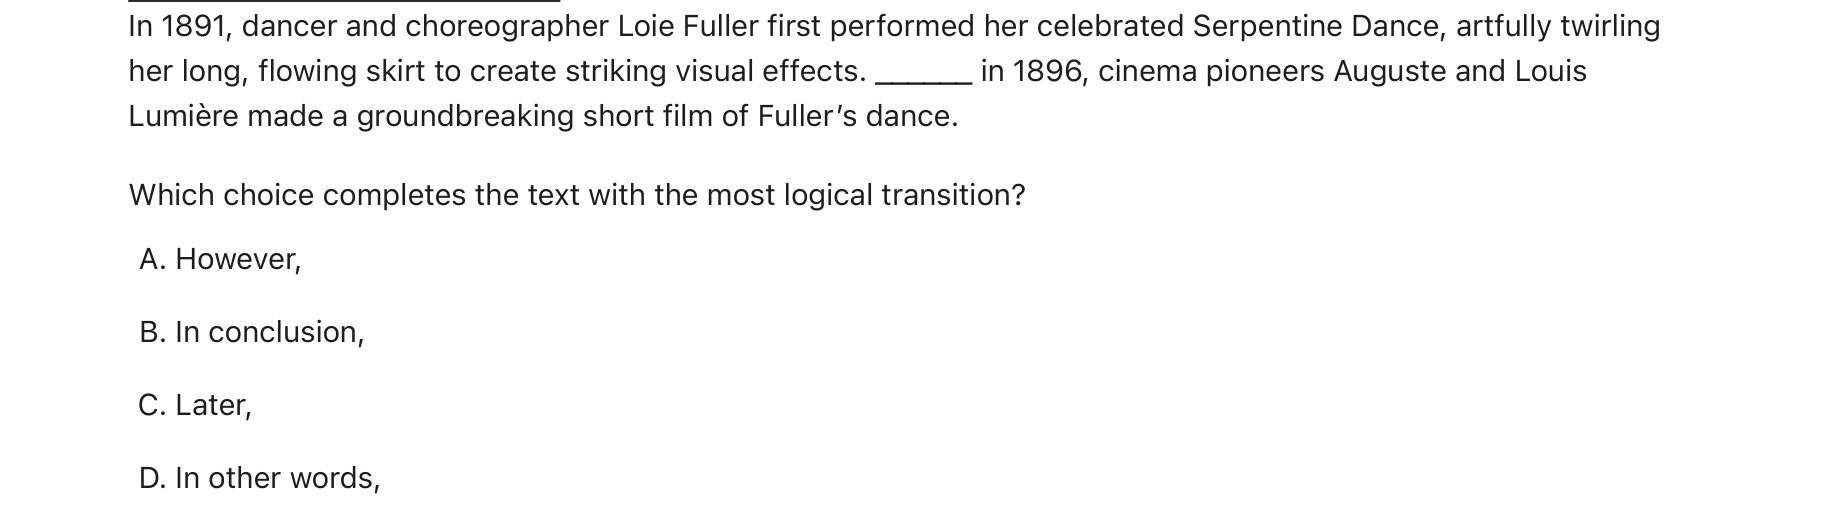 In 1891, dancer and choreographer Loie Fuller first performed her celebrated Serpentine Dance, artfully twirling
her long, flowing skirt to create striking visual effects. ______ in 1896, cinema pioneers Auguste and Louis
Lumière made a groundbreaking short film of Fuller’s dance.
Which choice completes the text with the most logical transition?
A. However,
B. In conclusion,
C. Later,
D. In other words,